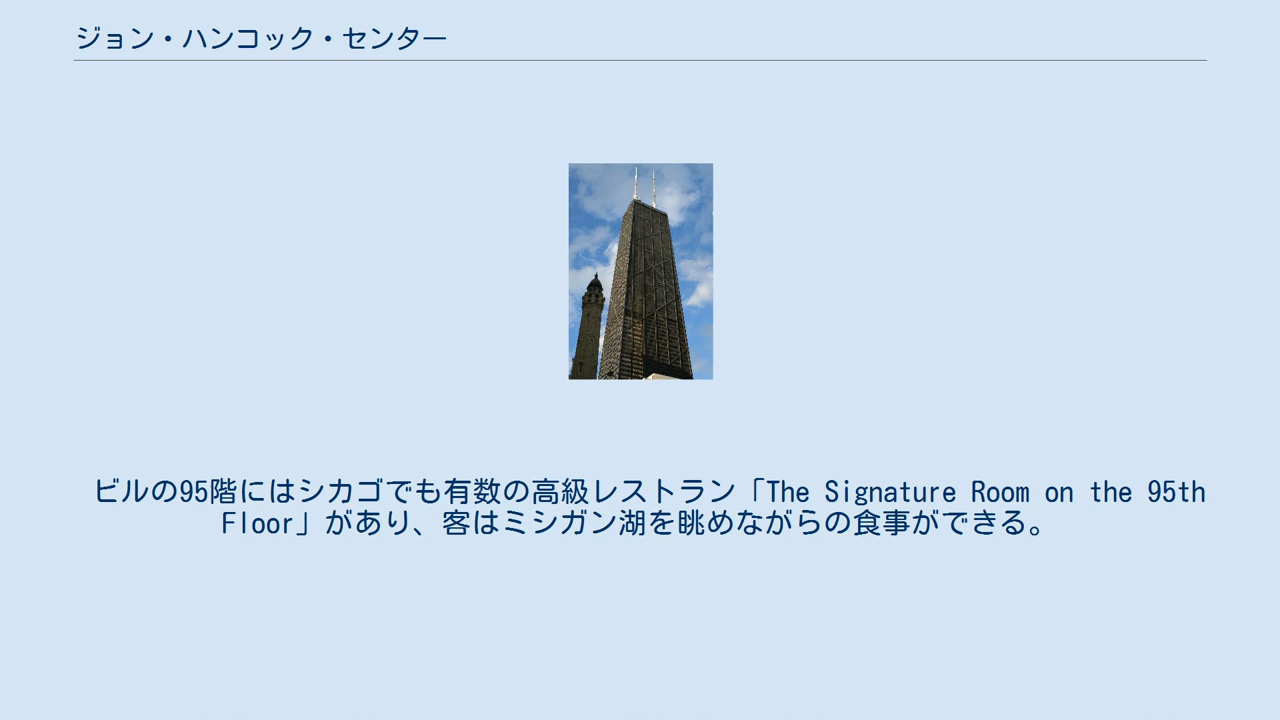 ジョン・ハンコック・センター
ビルの95階にはシカゴでも有数の高級レストラン「The Signature Room on the 95th
Floor」があり、客はミシガン湖を眺めながらの食事ができる。